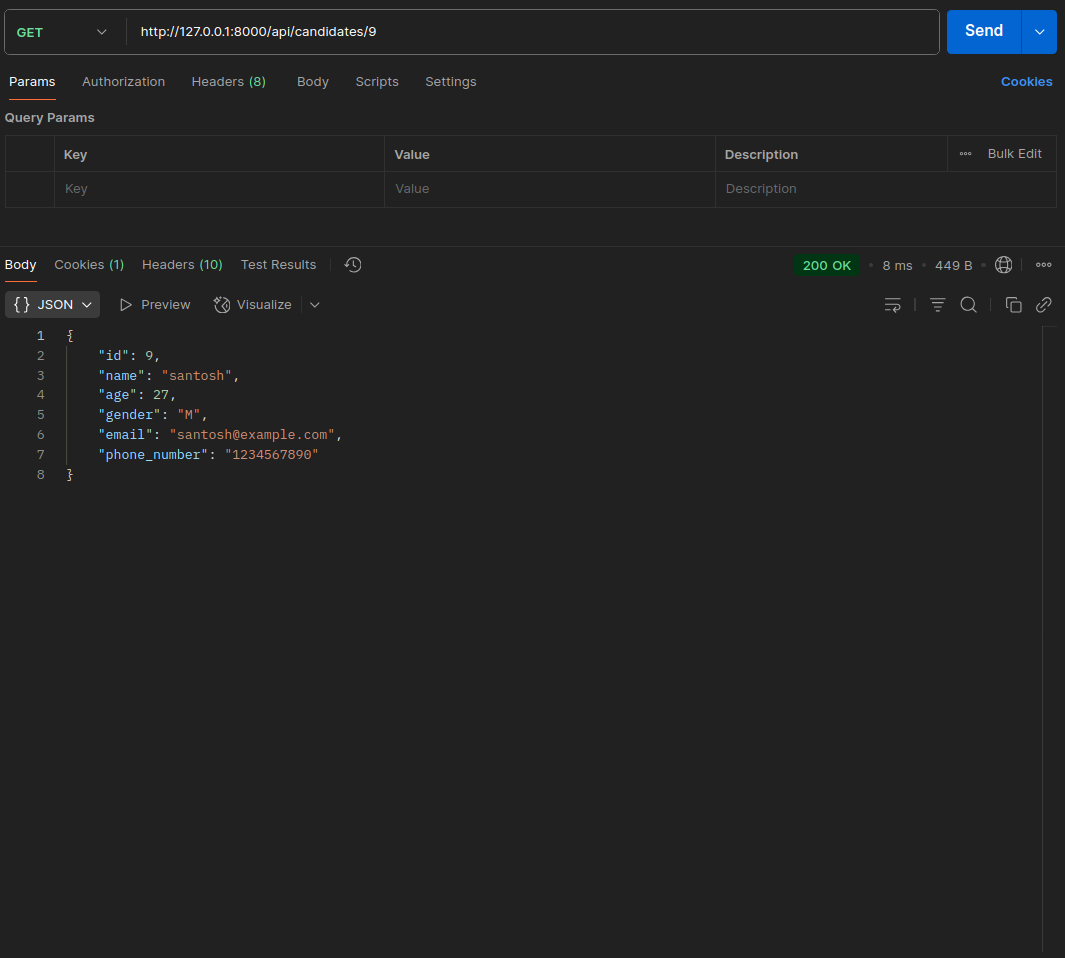 GET http://127.0.0.1:8000/api/candidates/9 Send
Params Authorization Headers (8) Body Scripts Settings Cookies
Query Params
Key Value Description Bulk Edit
Key Value Description
Body Cookies (1) Headers (10) Test Results 200 OK 8 ms 449 B
{} JSON Preview Visualize
1 {
2 "id": 9,
3 "name": "santosh",
4 "age": 27,
5 "gender": "M",
6 "email": "santosh@example.com",
7 "phone_number": "1234567890"
8 }